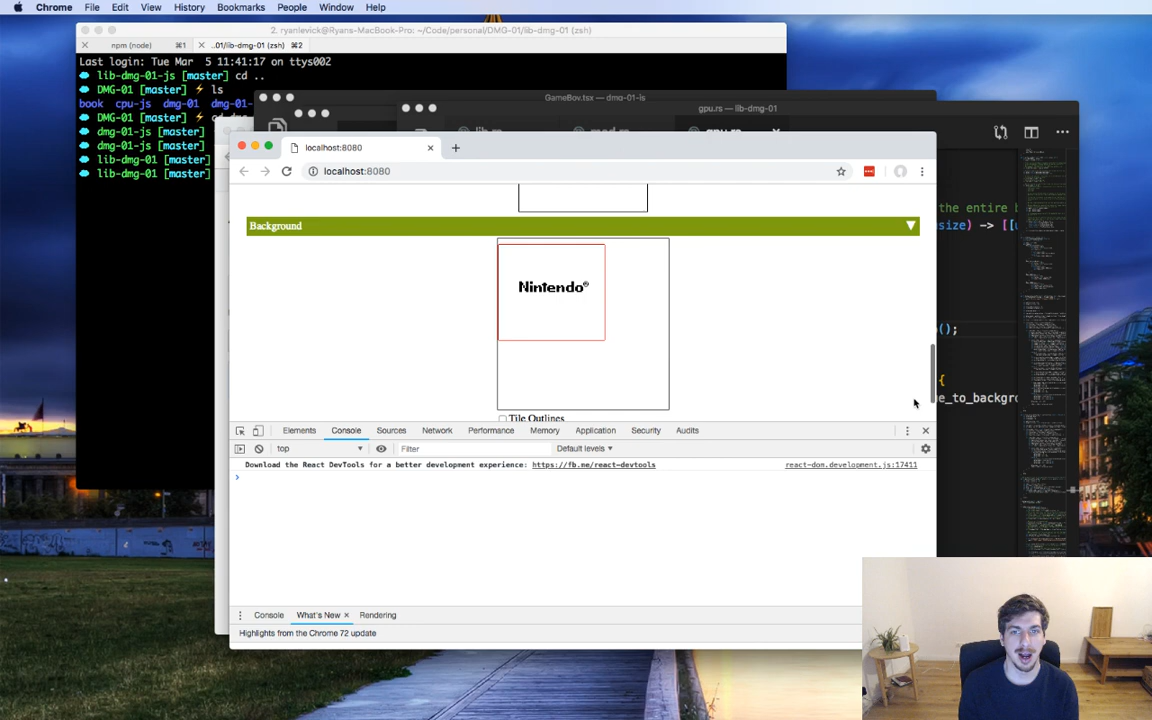 Chrome File Edit View History Bookmarks People Window Help
2. ryanlevick@Ryans-MacBook-Pro: ~/Code/personal/DMG-01/lib-dmg-01 (zsh)
npm (node) ⌘1 ..01/lib-dmg-01 (zsh) ⌘2
Last login: Tue Mar 5 11:41:17 on ttys002
lib-dmg-01-js [master] cd ..
DMG-01 [master] ⚡ ls
book cpu-js dmg-01 dmg-01-
DMG-01 [master] ⚡
dmg-01-js [master]
dmg-01-js [master]
lib-dmg-01 [master]
lib-dmg-01 [master]
GameBoy.tsx — dmg-01-js
gpu.rs — lib-dmg-01
localhost:8080
localhost:8080
the entire b
size) -> [[u
();
{
e_to_backgro
Background
Nintendo®
Tile Outlines
Elements Console Sources Network Performance Memory Application Security Audits
top Filter Default levels
Download the React DevTools for a better development experience: https://fb.me/react-devtools react-dom.development.js:17411
Console What's New Rendering
Highlights from the Chrome 72 update